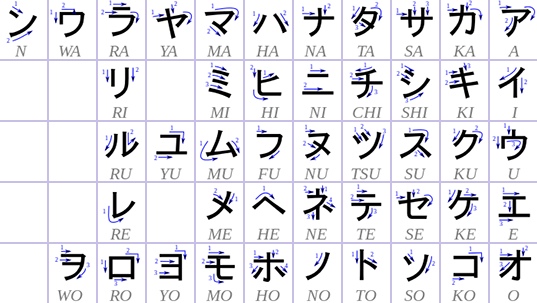 ン ワ ラ ヤ マ ハ ナ タ サ カ ア
N WA RA YA MA HA NA TA SA KA A
リ ミ ヒ ニ チ シ キ イ
RI MI HI NI CHI SHI KI I
ル ユ ム フ ヌ ツ ス ク ウ
RU YU MU FU NU TSU SU KU U
レ メ ヘ ネ テ セ ケ エ
RE ME HE NE TE SE KE E
ヲ ロ ヨ モ ホ ノ ト ソ コ オ
WO RO YO MO HO NO TO SO KO O